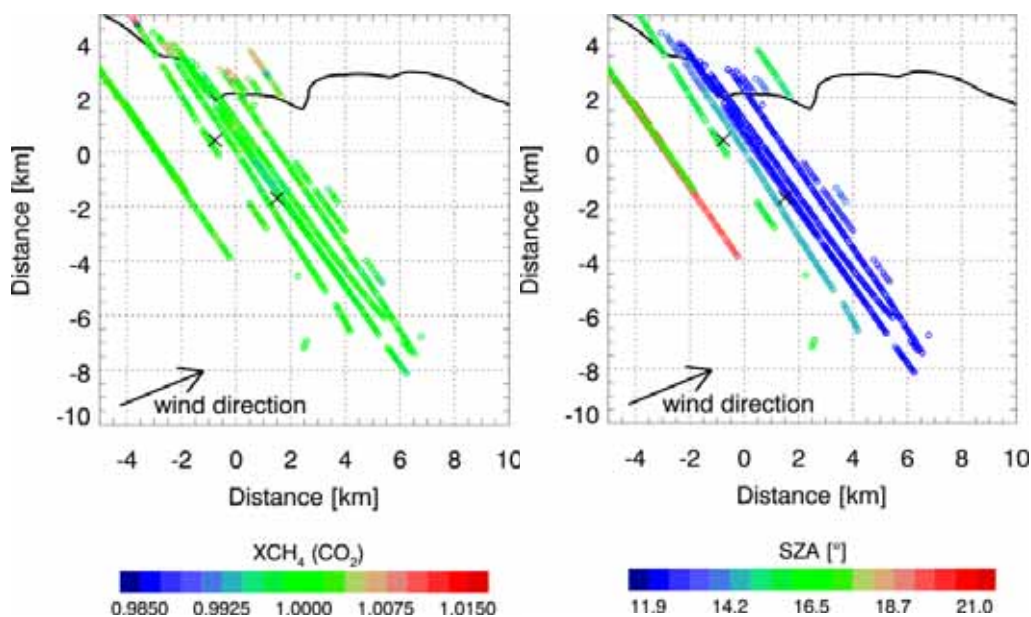 4
2
0
-2
-4
-6
-8
-10
Distance [km]
wind direction
-4 -2 0 2 4 6 8 10
Distance [km]
XCH₄ (CO₂)
0.9850 0.9925 1.0000 1.0075 1.0150
4
2
0
-2
-4
-6
-8
-10
Distance [km]
wind direction
-4 -2 0 2 4 6 8 10
Distance [km]
SZA [°]
11.9 14.2 16.5 18.7 21.0